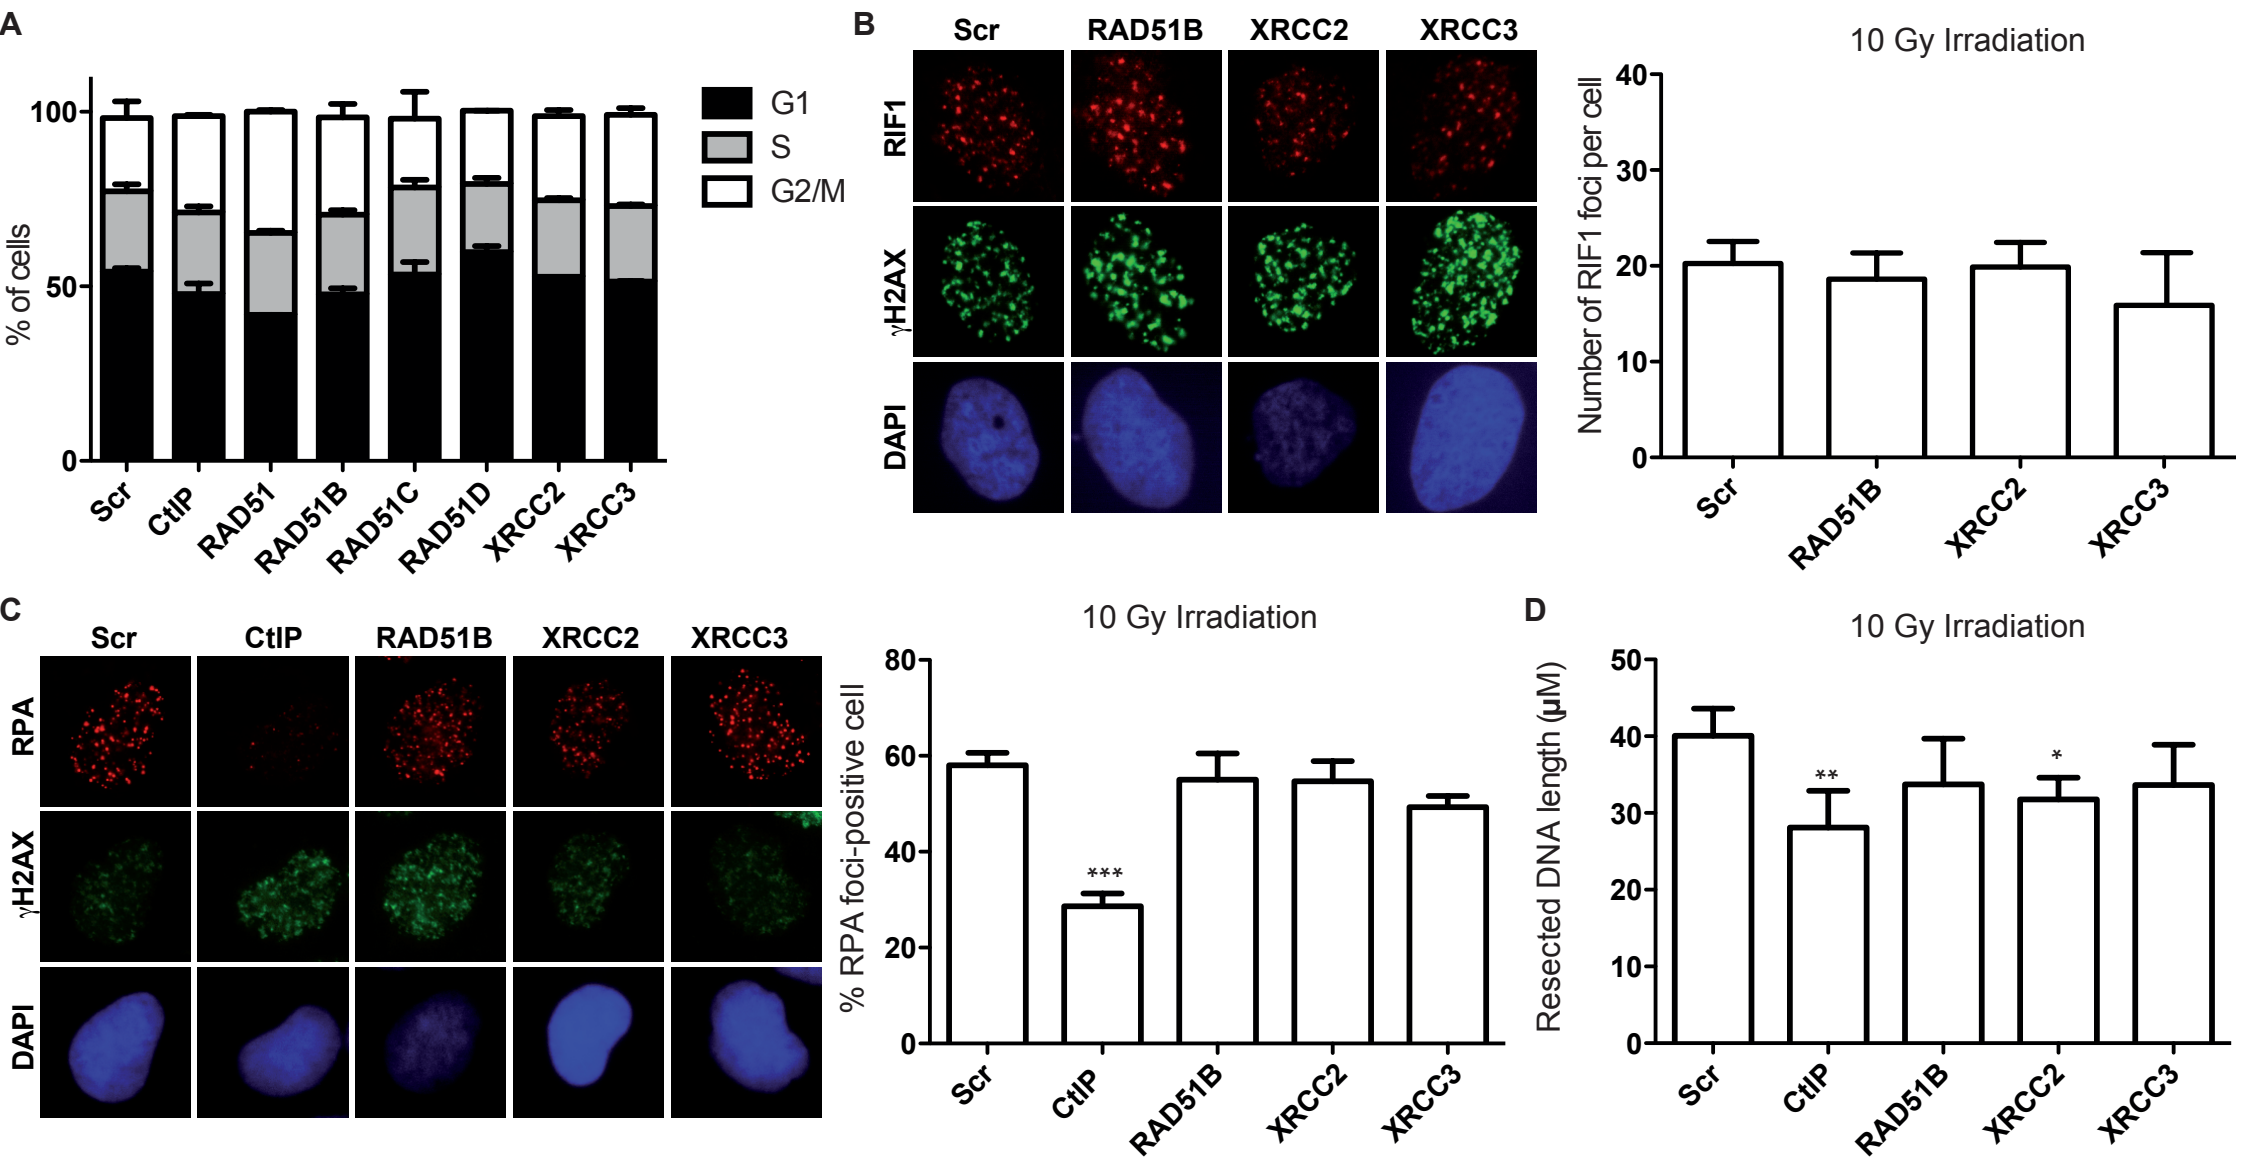 A
% of cells
100
50
0
Scr
CtIP
RAD51
RAD51B
RAD51C
RAD51D
XRCC2
XRCC3
G1
S
G2/M
B
Scr RAD51B XRCC2 XRCC3
RIF1
γH2AX
DAPI
10 Gy Irradiation
Number of RIF1 foci per cell
40
30
20
10
0
Scr
RAD51B
XRCC2
XRCC3
C
Scr CtIP RAD51B XRCC2 XRCC3
RPA
γH2AX
DAPI
10 Gy Irradiation
% RPA foci-positive cell
80
60
40
20
0
***
Scr
CtIP
RAD51B
XRCC2
XRCC3
D
10 Gy Irradiation
Resected DNA length (μM)
50
40
30
20
10
0
**
*
Scr
CtIP
RAD51B
XRCC2
XRCC3